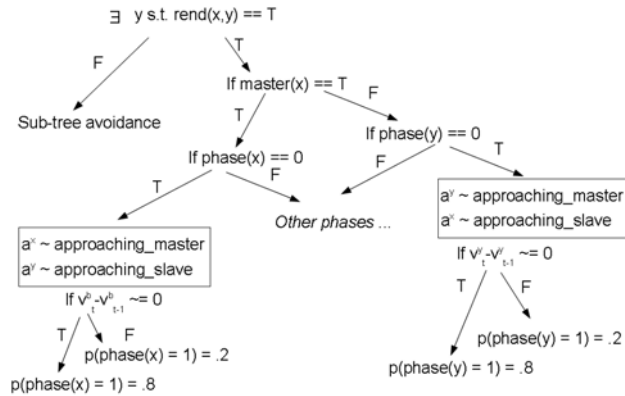 ∃ y s.t. rend(x,y) == T
F
T
If master(x) == T
Sub-tree avoidance
T
F
If phase(y) == 0
If phase(x) == 0
F
T
T
F
Other phases ...
aˣ ~ approaching_master
aʸ ~ approaching_slave
aʸ ~ approaching_master
aˣ ~ approaching_slave
If vᵇₜ-vᵇₜ₋₁ ~= 0
If vʸₜ-vʸₜ₋₁ ~= 0
T
F
T
F
p(phase(x) = 1) = .2
p(phase(y) = 1) = .2
p(phase(x) = 1) = .8
p(phase(y) = 1) = .8